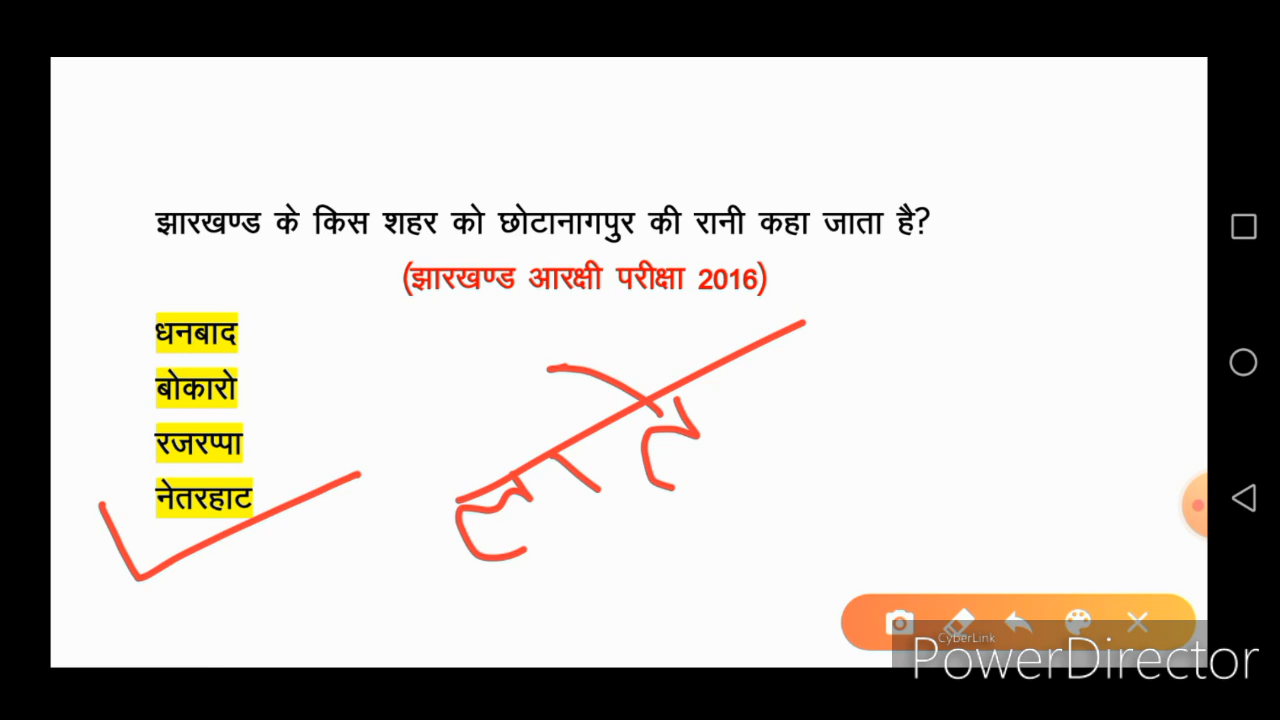 झारखण्ड के किस शहर को छोटानागपुर की रानी कहा जाता है?
(झारखण्ड आरक्षी परीक्षा 2016)
धनबाद
बोकारो
रजरप्पा
नेतरहाट
CyberLink
PowerDirector